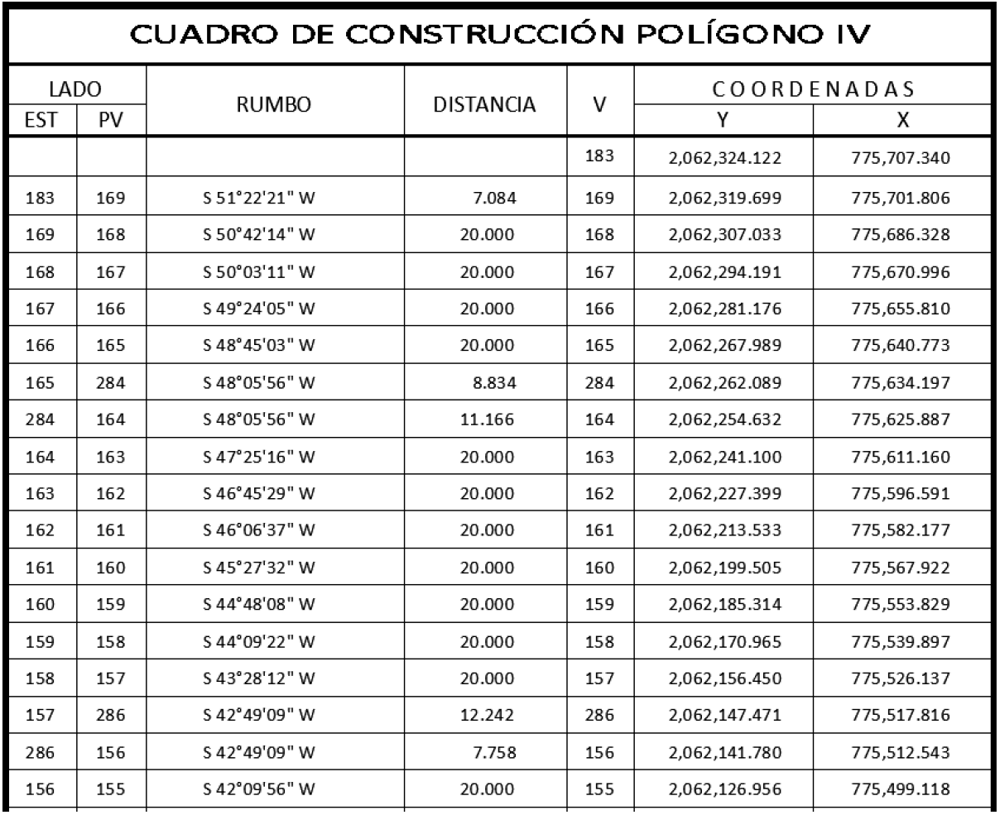 CUADRO DE CONSTRUCCIÓN POLÍGONO IV
LADO RUMBO DISTANCIA V COORDENADAS
EST PV Y X
183 2,062,324.122 775,707.340
183 169 S 51°22'21" W 7.084 169 2,062,319.699 775,701.806
169 168 S 50°42'14" W 20.000 168 2,062,307.033 775,686.328
168 167 S 50°03'11" W 20.000 167 2,062,294.191 775,670.996
167 166 S 49°24'05" W 20.000 166 2,062,281.176 775,655.810
166 165 S 48°45'03" W 20.000 165 2,062,267.989 775,640.773
165 284 S 48°05'56" W 8.834 284 2,062,262.089 775,634.197
284 164 S 48°05'56" W 11.166 164 2,062,254.632 775,625.887
164 163 S 47°25'16" W 20.000 163 2,062,241.100 775,611.160
163 162 S 46°45'29" W 20.000 162 2,062,227.399 775,596.591
162 161 S 46°06'37" W 20.000 161 2,062,213.533 775,582.177
161 160 S 45°27'32" W 20.000 160 2,062,199.505 775,567.922
160 159 S 44°48'08" W 20.000 159 2,062,185.314 775,553.829
159 158 S 44°09'22" W 20.000 158 2,062,170.965 775,539.897
158 157 S 43°28'12" W 20.000 157 2,062,156.450 775,526.137
157 286 S 42°49'09" W 12.242 286 2,062,147.471 775,517.816
286 156 S 42°49'09" W 7.758 156 2,062,141.780 775,512.543
156 155 S 42°09'56" W 20.000 155 2,062,126.956 775,499.118